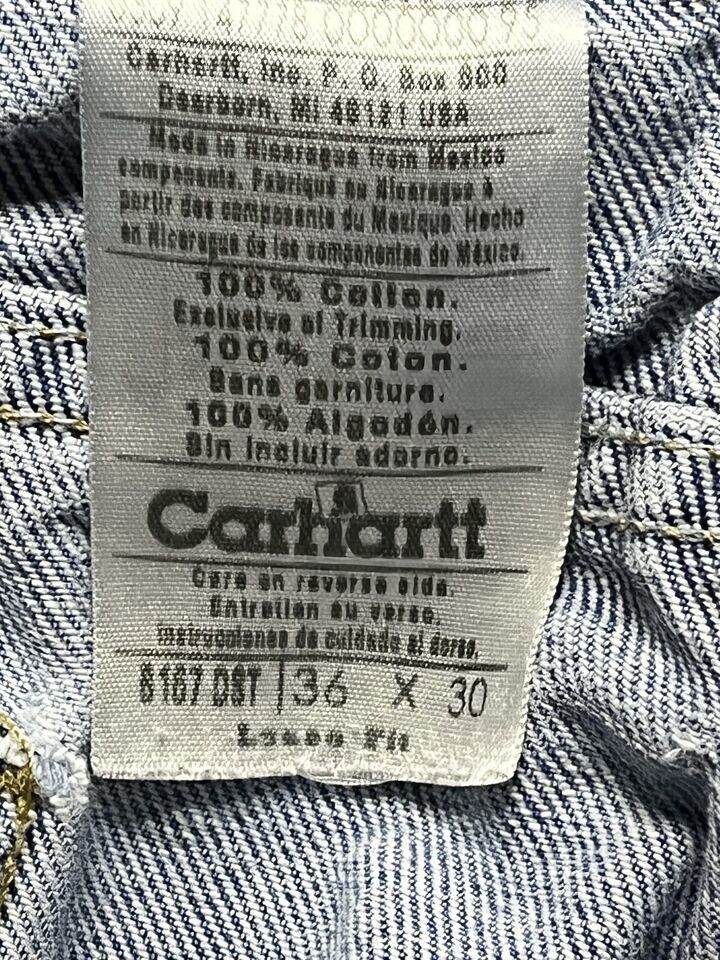 Carhartt, Inc. P. O. Box 600
Dearborn, MI 48121 USA
Made in Nicaragua from Mexico
components. Fabriqué au Nicaragua à
partir des composants du Mexique. Hecho
en Nicaragua de los componentes de México.
100% Cotton.
Exclusive of Trimming.
100% Coton.
Sans garniture.
100% Algodón.
Sin incluir adorno.
Carhartt
Care on reverse side.
Entretien au verso.
Instrucciones de cuidado al dorso.
DST 36 X 30
Loose Fit